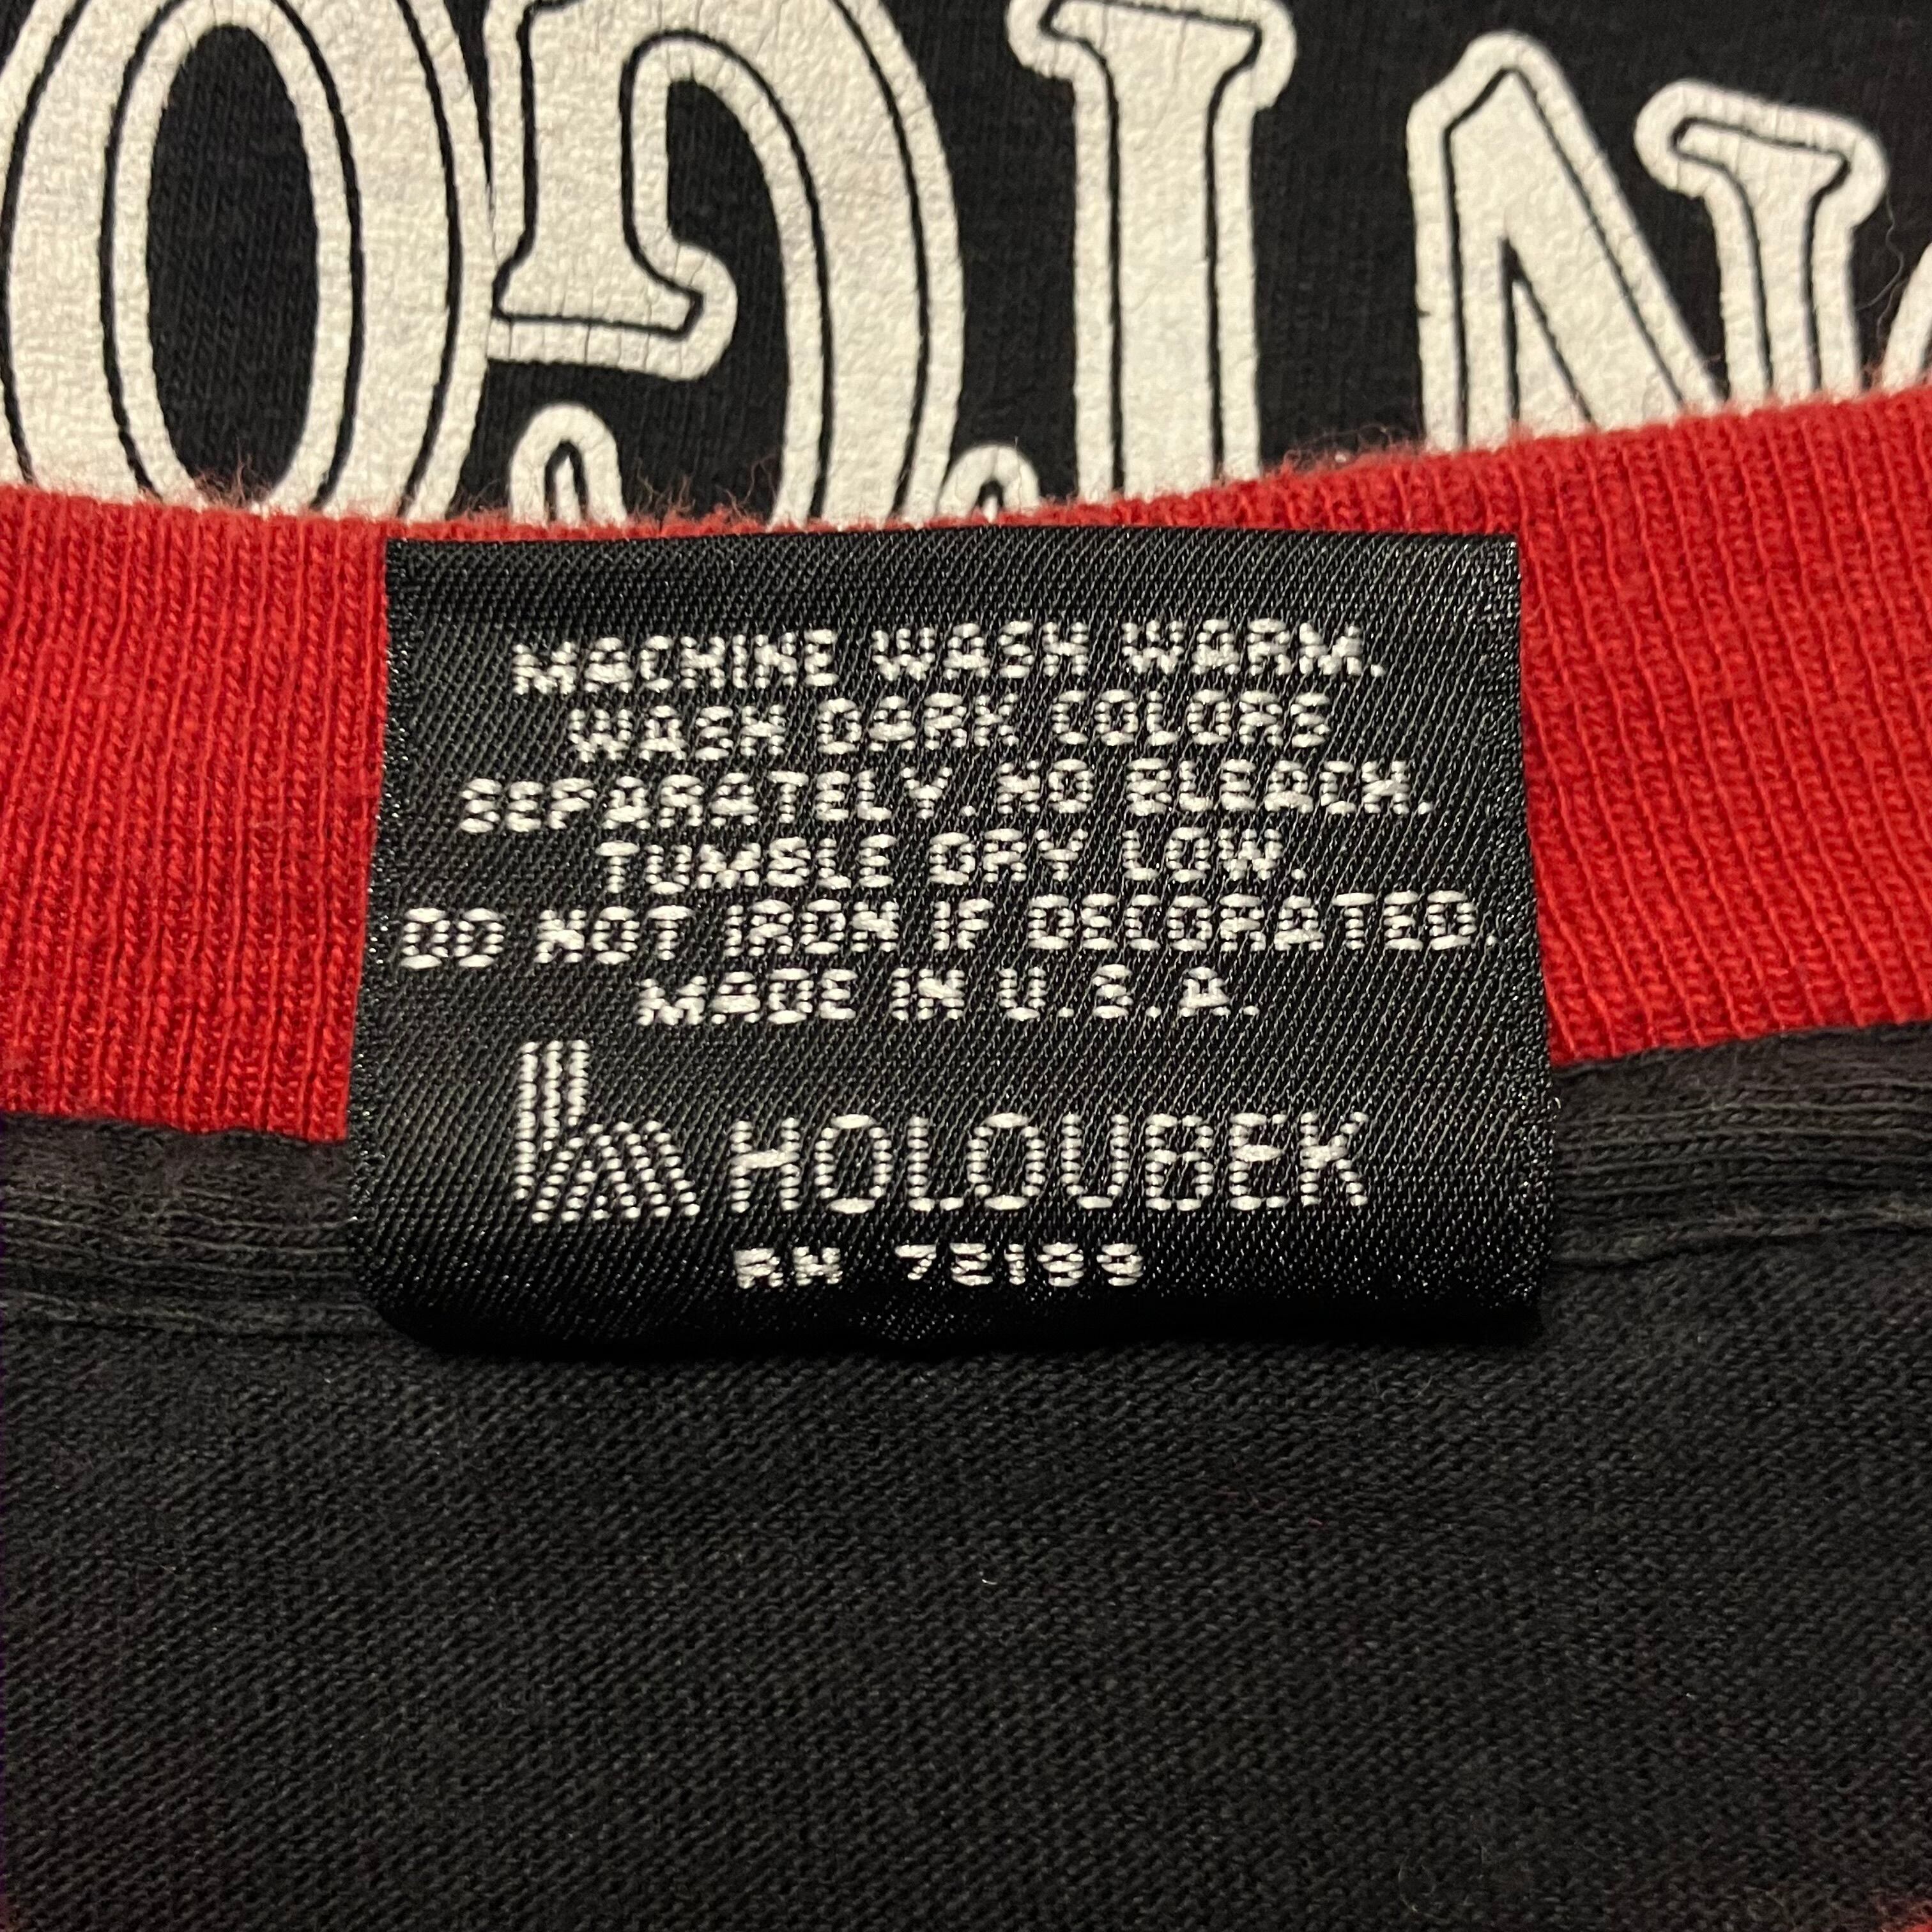 MACHINE WASH WARM.
WASH DARK COLORS
SEPARATELY. NO BLEACH.
TUMBLE DRY LOW.
DO NOT IRON IF DECORATED.
MADE IN U.S.A.
HOLOUBEK
RN 72199